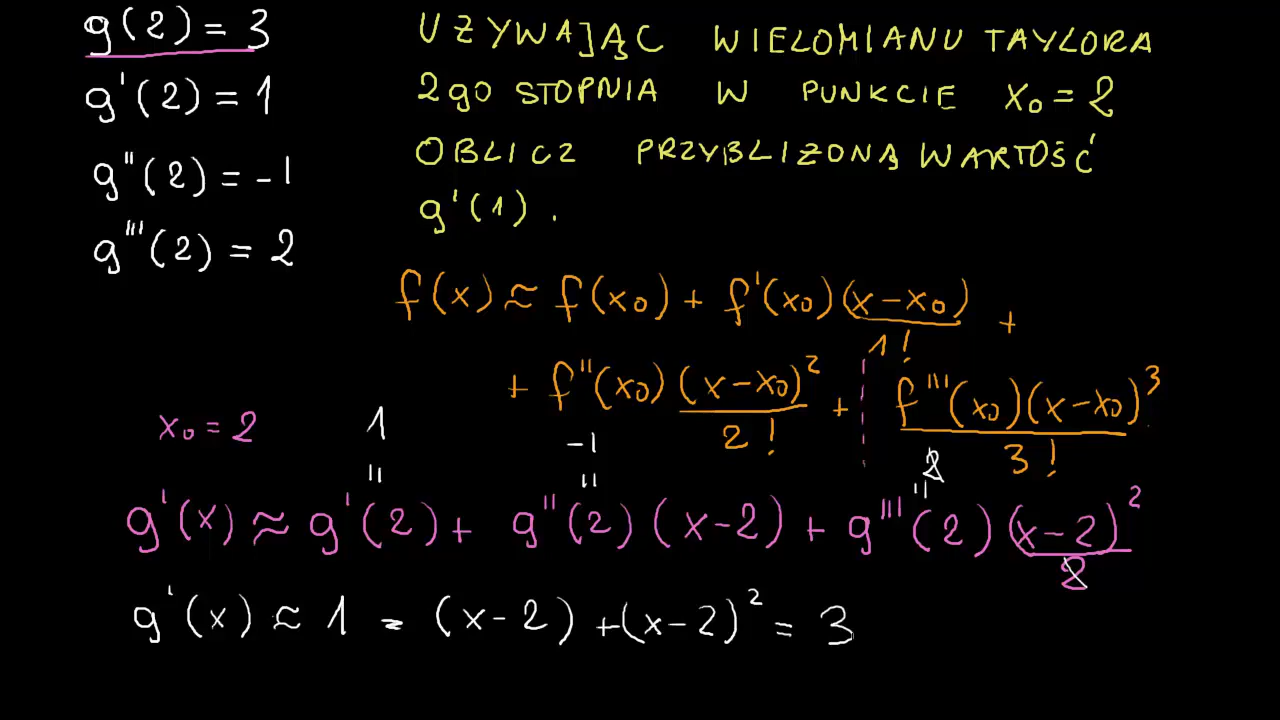 g(2) = 3
g'(2) = 1
g''(2) = -1
g'''(2) = 2
UZYWAJĄC WIELOMIANU TAYLORA
2go STOPNIA W PUNKCIE x₀ = 2
OBLICZ PRZYBLIŻONĄ WARTOŚĆ
g'(1).
f(x) ≈ f(x₀) + f'(x₀) (x-x₀)/1! +
+ f''(x₀) (x-x₀)²/2! + f'''(x₀)(x-x₀)³/3!
x₀ = 2
1 -1 2
g'(x) ≈ g'(2) + g''(2)(x-2) + g'''(2)(x-2)²/2
g'(x) ≈ 1 - (x-2) + (x-2)² = 3